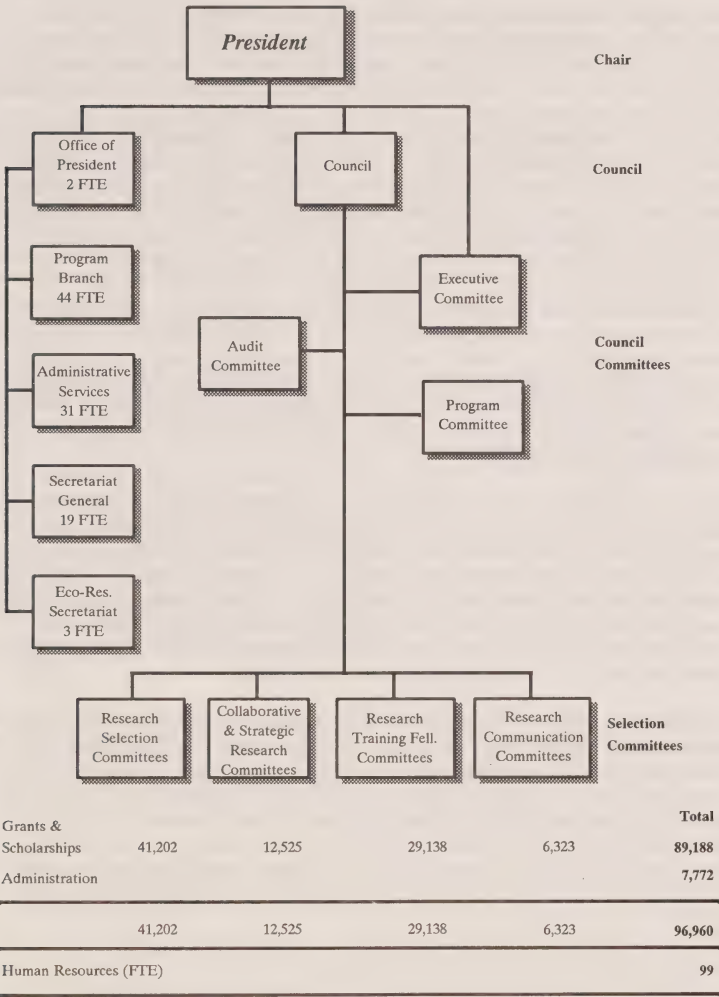 President
Chair
Office of
President
2 FTE
Council
Council
Program
Branch
44 FTE
Executive
Committee
Audit
Committee
Council
Committees
Administrative
Services
31 FTE
Program
Committee
Secretariat
General
19 FTE
Eco-Res.
Secretariat
3 FTE
Research
Selection
Committees
Collaborative
& Strategic
Research
Committees
Research
Training Fell.
Committees
Research
Communication
Committees
Selection
Committees
Total
Grants &
Scholarships 41,202 12,525 29,138 6,323 89,188
Administration 7,772
41,202 12,525 29,138 6,323 96,960
Human Resources (FTE) 99